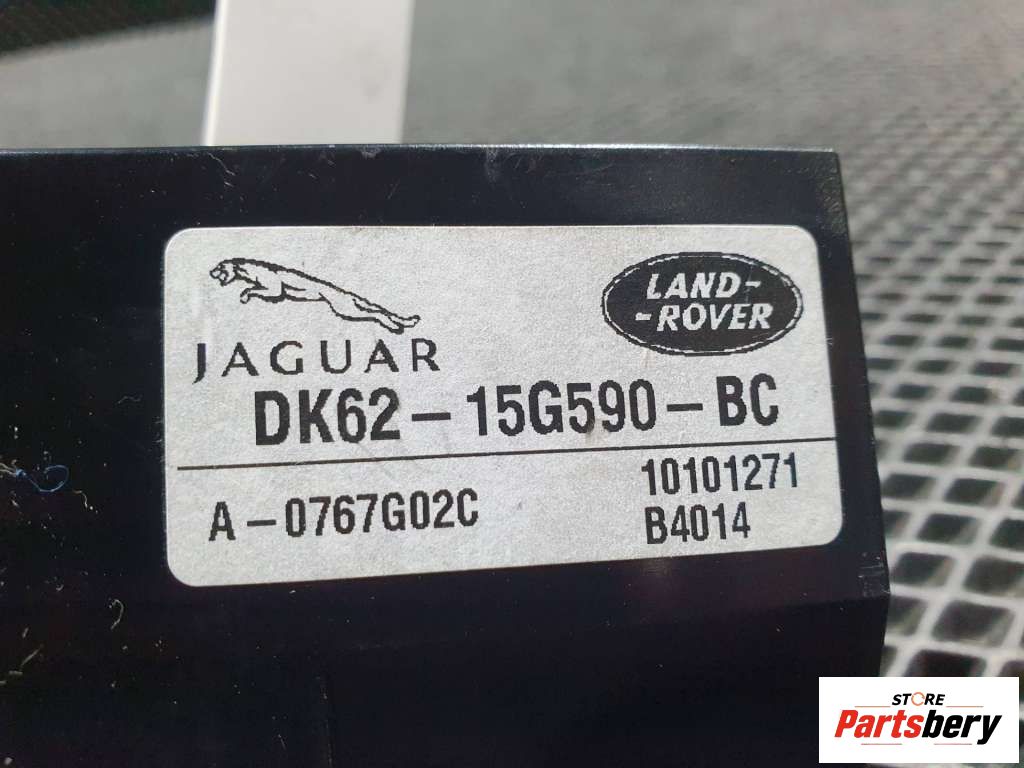 JAGUAR
LAND-
-ROVER
DK62-15G590-BC
A-0767G02C
10101271
B4014
STORE
Partsbery